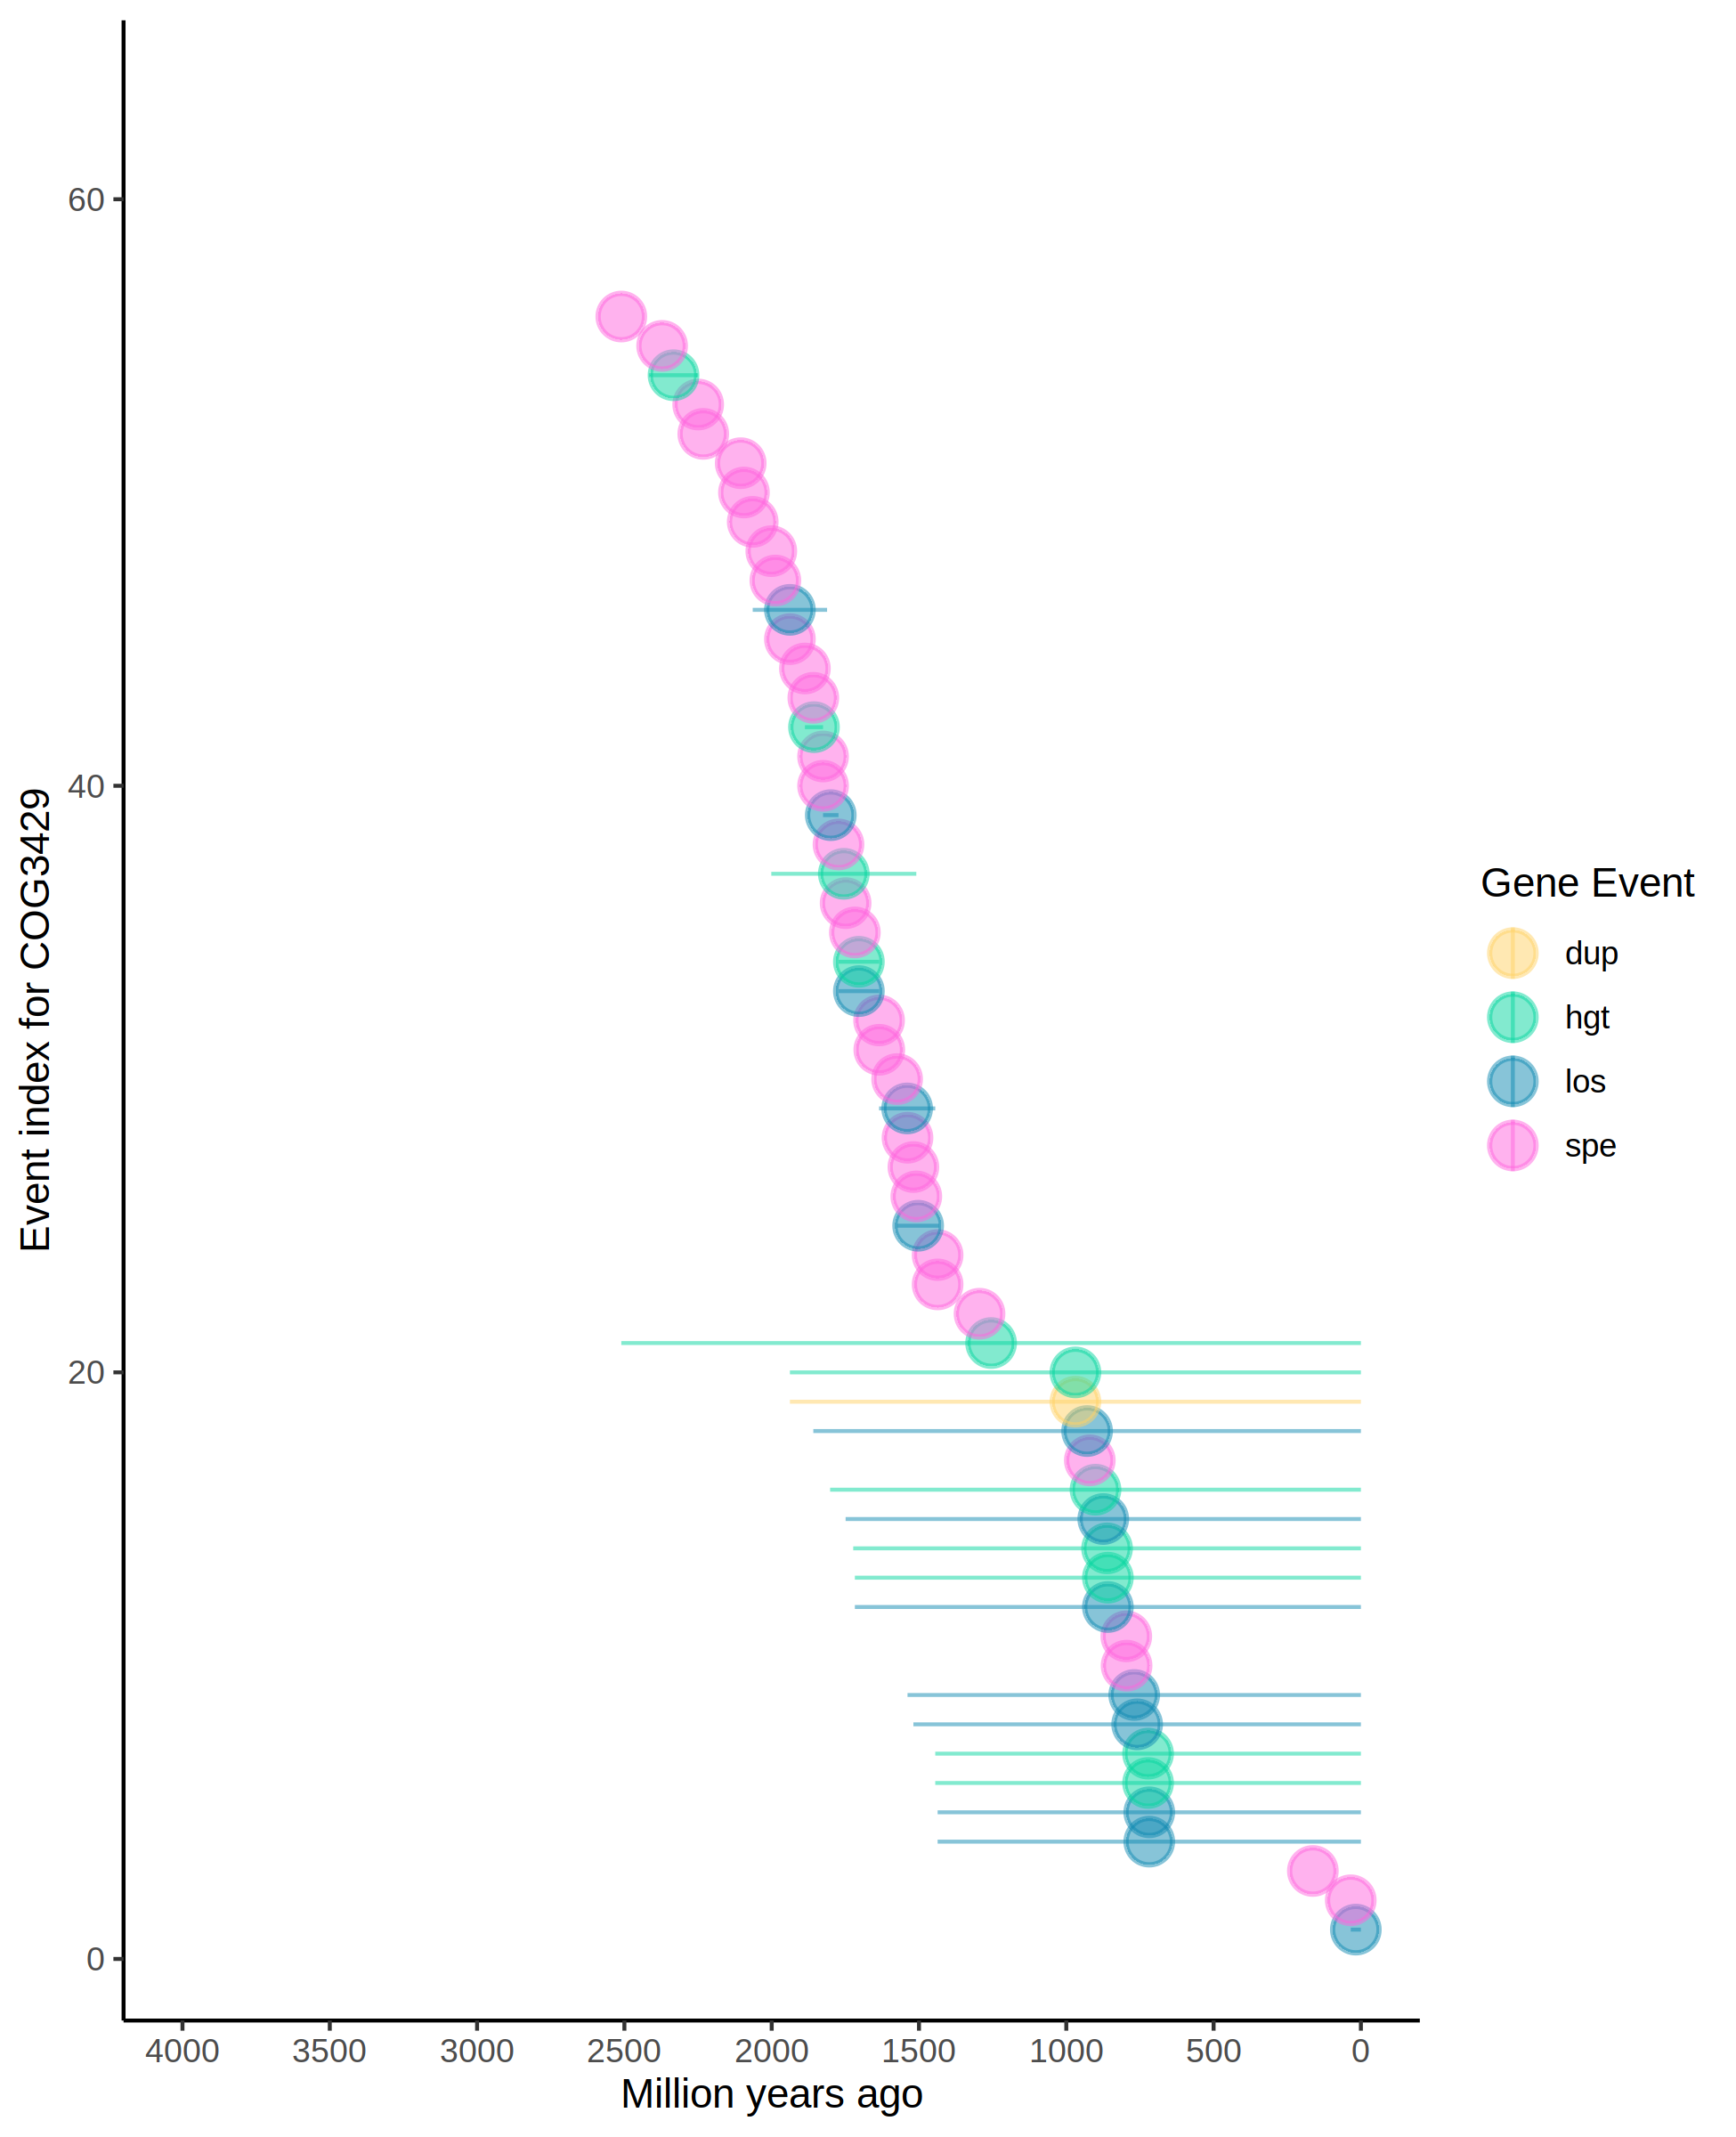 60
40
20
0
Event index for COG3429
4000 3500 3000 2500 2000 1500 1000 500 0
Million years ago
Gene Event
dup
hgt
los
spe